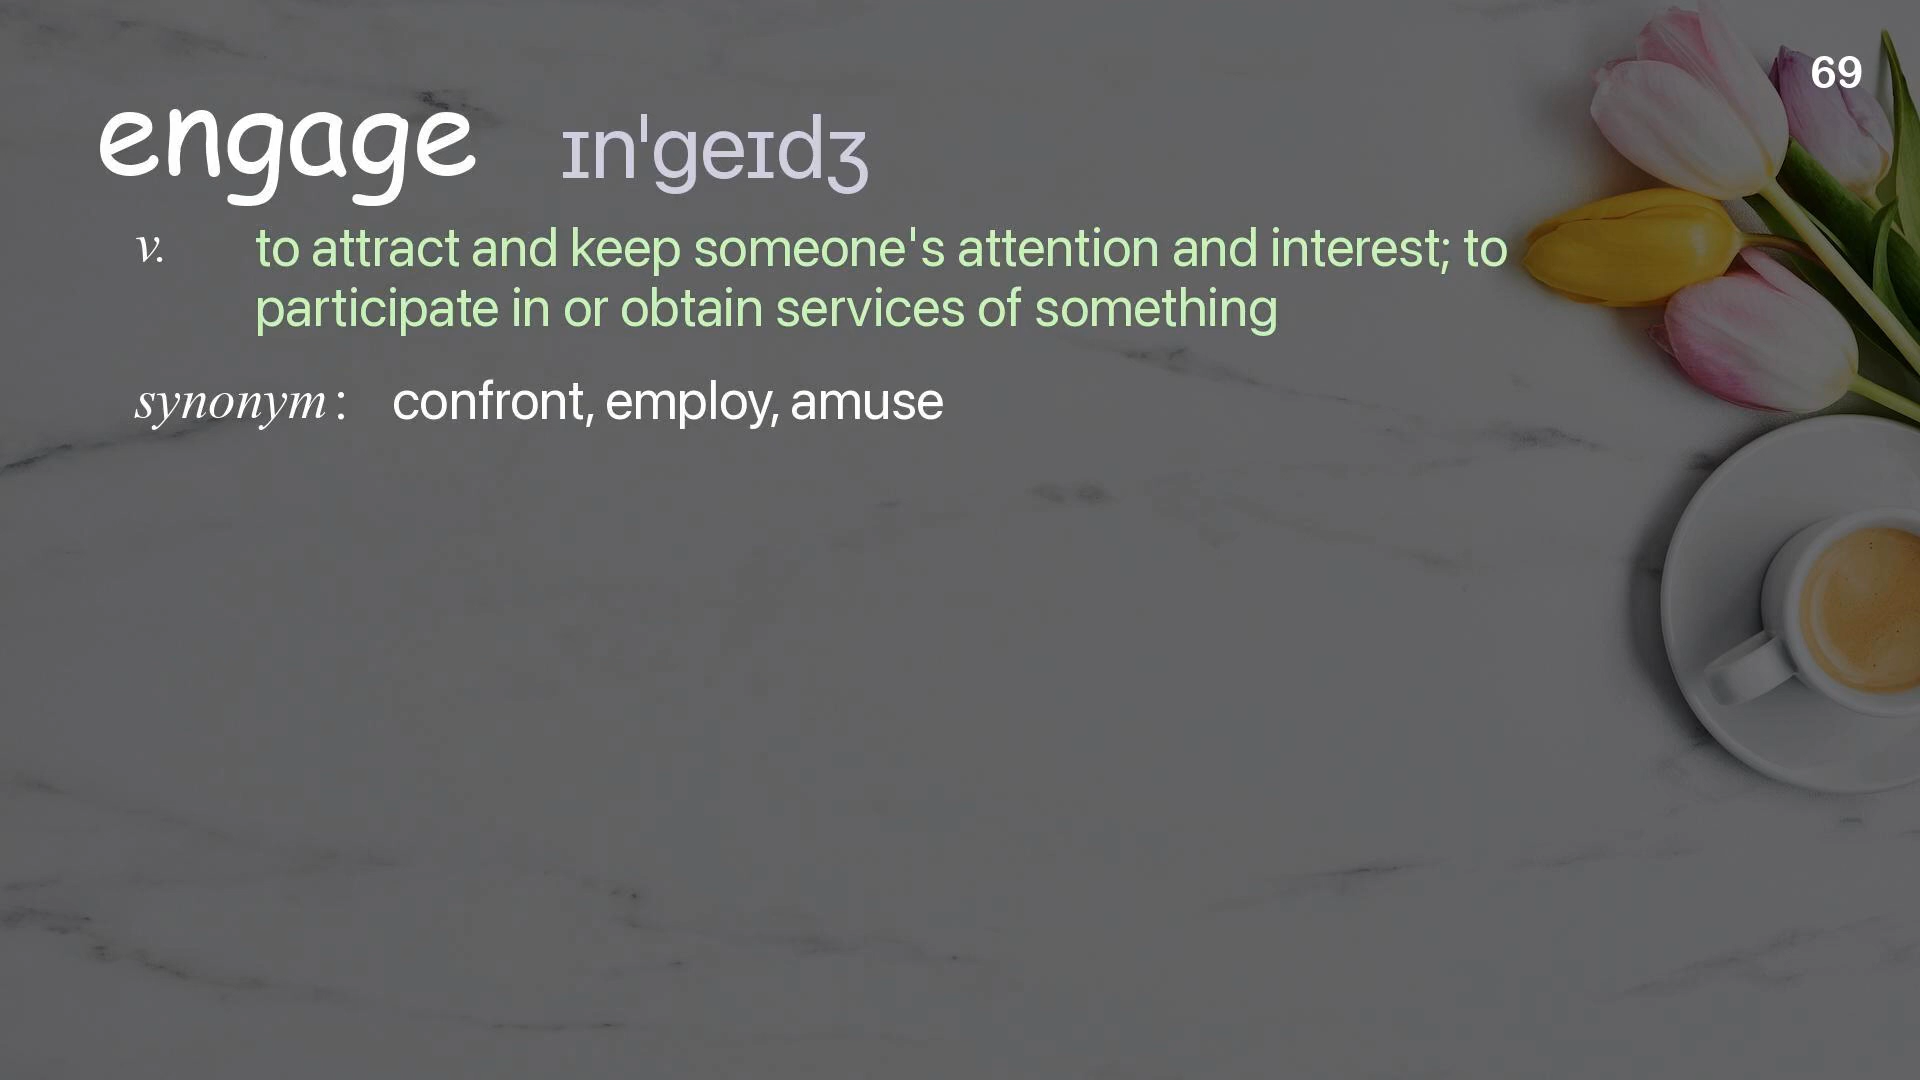 69
engage ɪnˈgeɪdʒ
v. to attract and keep someone's attention and interest; to
participate in or obtain services of something
synonym: confront, employ, amuse